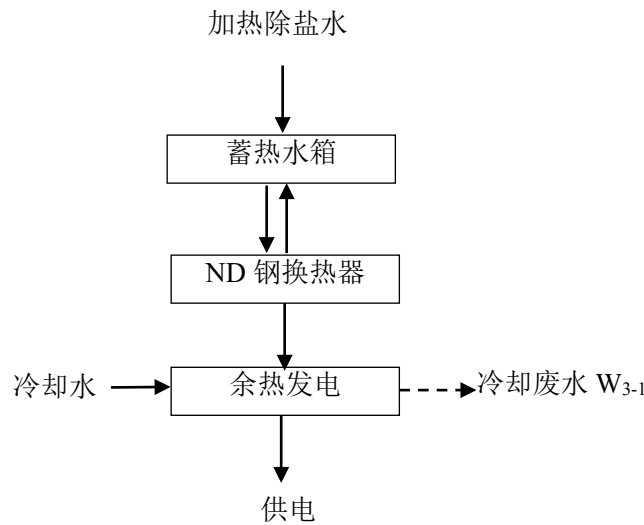 加热除盐水
蓄热水箱
ND 钢换热器
冷却水
余热发电
冷却废水 W3-1
供电